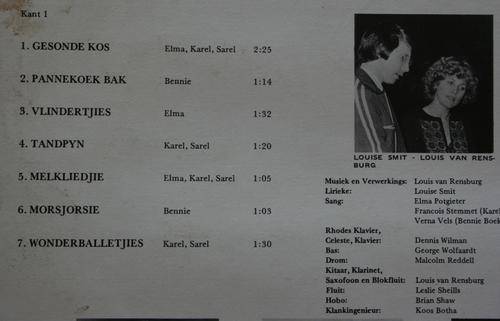 Kant 1
1. GESONDE KOS Elma, Karel, Sarel 2:25
2. PANNEKOEK BAK Bennie 1:14
3. VLINDERTJIES Elma 1:32
4. TANDPYN Karel, Sarel 1:20
5. MELKLIEDJIE Elma, Karel, Sarel 1:05
6. MORSJORSIE Bennie 1:03
7. WONDERBALLETJIES Karel, Sarel 1:30
LOUISE SMIT - LOUIS VAN RENS-
BURG
Musiek en Verwerkings: Louis van Rensburg
Lirieke: Louise Smit
Sang: Elma Potgieter
Francois Stemmet (Karel
Verna Vels (Bennie Boek
Rhodes Klavier,
Celeste, Klavier: Dennis Wilman
Bas: George Wolfaardt
Drom: Malcolm Reddell
Kitaar, Klarinet,
Saxofoon en Blokfluit: Louis van Rensburg
Fluit: Leslie Sheills
Hobo: Brian Shaw
Klankingenieur: Koos Botha